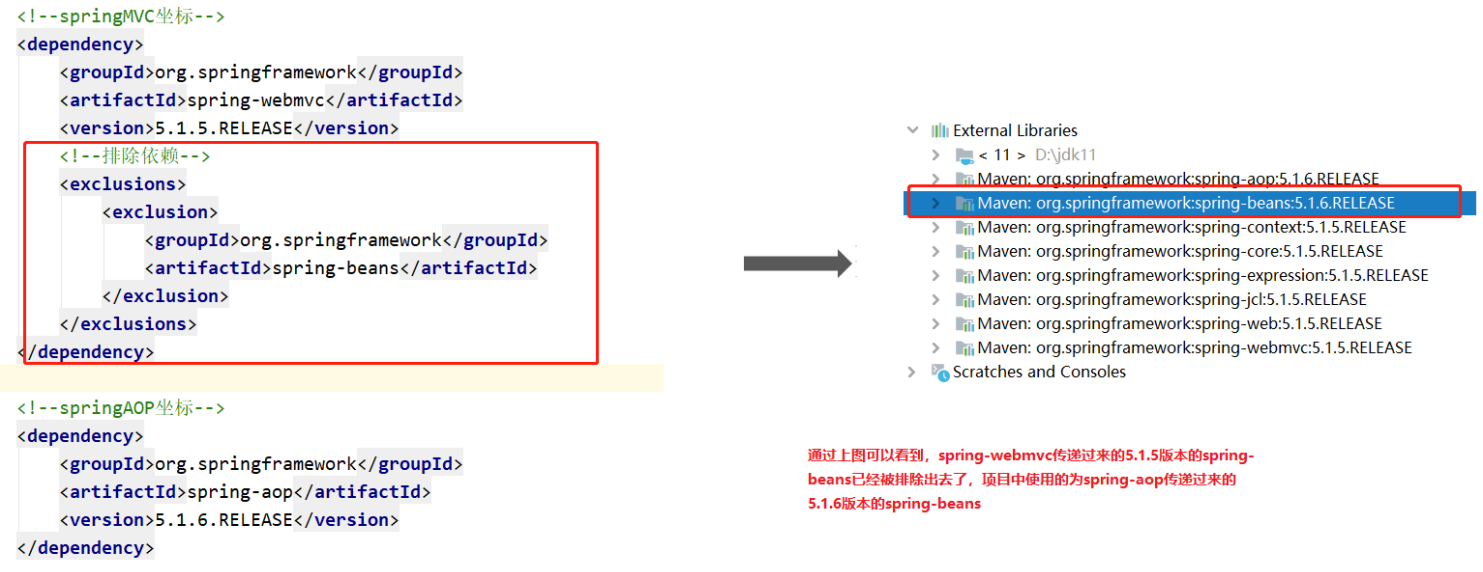 <!--springMVC坐标-->
<dependency>
<groupId>org.springframework</groupId>
<artifactId>spring-webmvc</artifactId>
<version>5.1.5.RELEASE</version>
<!--排除依赖-->
<exclusions>
<exclusion>
<groupId>org.springframework</groupId>
<artifactId>spring-beans</artifactId>
</exclusion>
</exclusions>
</dependency>
<!--springAOP坐标-->
<dependency>
<groupId>org.springframework</groupId>
<artifactId>spring-aop</artifactId>
<version>5.1.6.RELEASE</version>
</dependency>
External Libraries
< 11 > D:\jdk11
Maven: org.springframework:spring-aop:5.1.6.RELEASE
Maven: org.springframework:spring-beans:5.1.6.RELEASE
Maven: org.springframework:spring-context:5.1.5.RELEASE
Maven: org.springframework:spring-core:5.1.5.RELEASE
Maven: org.springframework:spring-expression:5.1.5.RELEASE
Maven: org.springframework:spring-jcl:5.1.5.RELEASE
Maven: org.springframework:spring-web:5.1.5.RELEASE
Maven: org.springframework:spring-webmvc:5.1.5.RELEASE
Scratches and Consoles
通过上图可以看到，spring-webmvc传递过来的5.1.5版本的spring-
beans已经被排除出去了，项目中使用的为spring-aop传递过来的
5.1.6版本的spring-beans